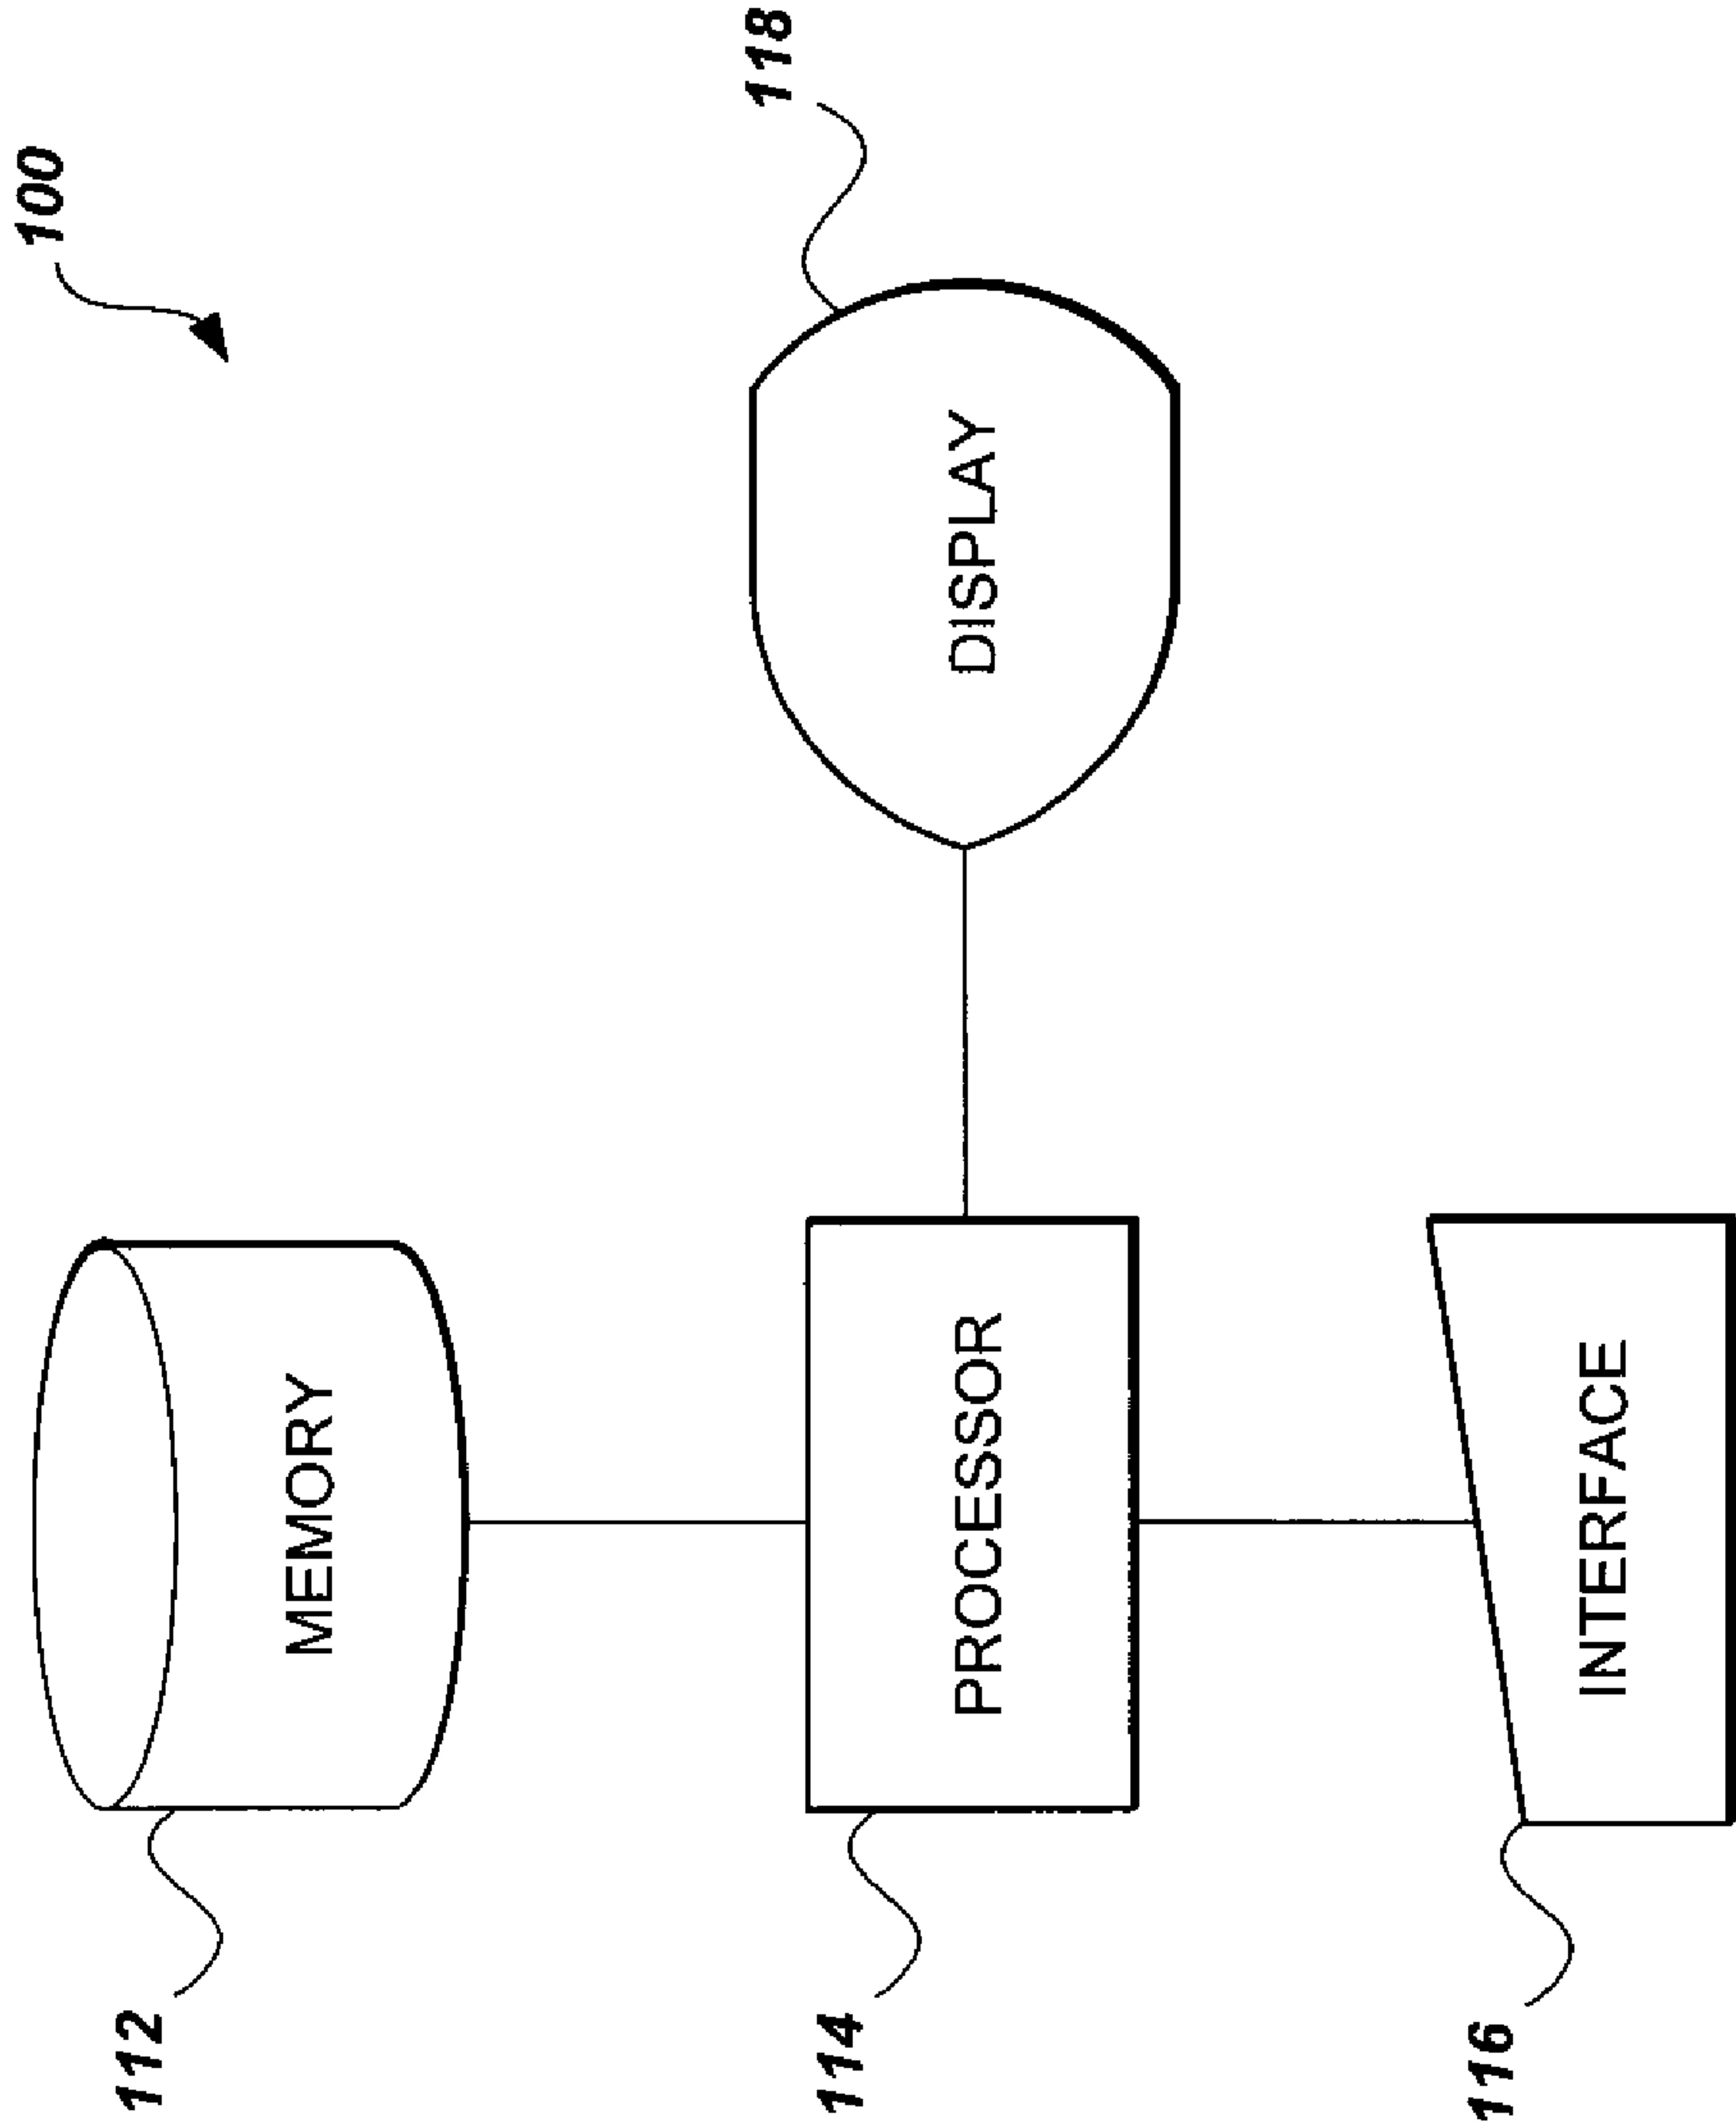 100
112
MEMORY
118
114
PROCESSOR
DISPLAY
116
INTERFACE